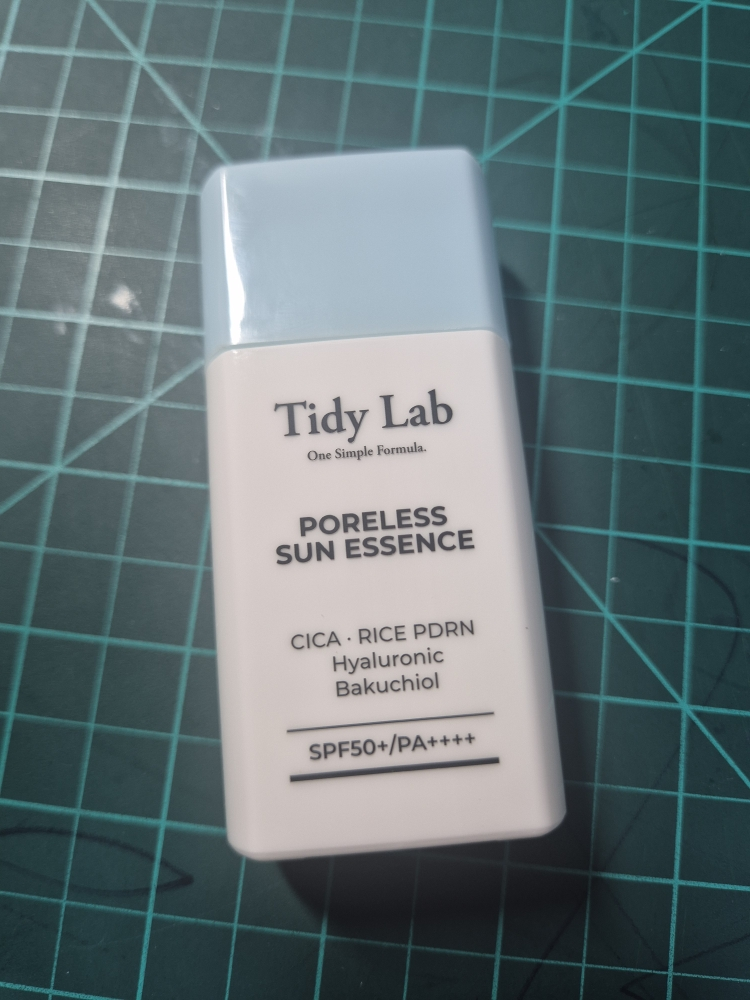 Tidy Lab
One Simple Formula.
PORELESS
SUN ESSENCE
CICA · RICE PDRN
Hyaluronic
Bakuchiol
SPF50+/PA++++